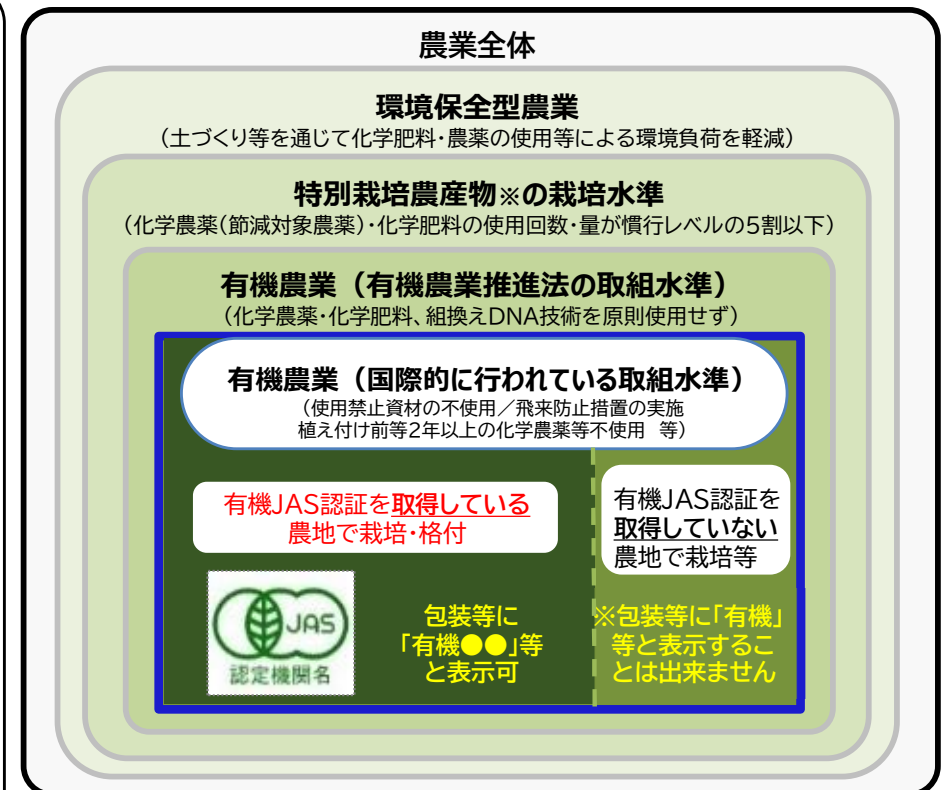 農業全体
環境保全型農業
（土づくり等を通じて化学肥料・農薬の使用等による環境負荷を軽減）
特別栽培農産物※の栽培水準
（化学農薬（節減対象農薬）・化学肥料の使用回数・量が慣行レベルの５割以下）
有機農業（有機農業推進法の取組水準）
（化学農薬・化学肥料、組換えDNA技術を原則使用せず）
有機農業（国際的に行われている取組水準）
（使用禁止資材の不使用／飛来防止措置の実施
植え付け前等２年以上の化学農薬等不使用　等）
有機JAS認証を取得している
農地で栽培・格付
有機JAS認証を
取得していない
農地で栽培等
JAS
認定機関名
包装等に
「有機●●」等
と表示可
※包装等に「有機」
等と表示するこ
とは出来ません